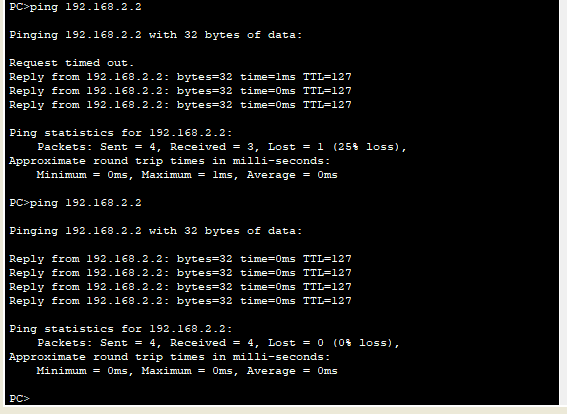 PC>ping 192.168.2.2
Pinging 192.168.2.2 with 32 bytes of data:
Request timed out.
Reply from 192.168.2.2: bytes=32 time=1ms TTL=127
Reply from 192.168.2.2: bytes=32 time=0ms TTL=127
Reply from 192.168.2.2: bytes=32 time=0ms TTL=127
Ping statistics for 192.168.2.2:
Packets: Sent = 4, Received = 3, Lost = 1 (25% loss),
Approximate round trip times in milli-seconds:
Minimum = 0ms, Maximum = 1ms, Average = 0ms
PC>ping 192.168.2.2
Pinging 192.168.2.2 with 32 bytes of data:
Reply from 192.168.2.2: bytes=32 time=0ms TTL=127
Reply from 192.168.2.2: bytes=32 time=0ms TTL=127
Reply from 192.168.2.2: bytes=32 time=0ms TTL=127
Reply from 192.168.2.2: bytes=32 time=0ms TTL=127
Ping statistics for 192.168.2.2:
Packets: Sent = 4, Received = 4, Lost = 0 (0% loss),
Approximate round trip times in milli-seconds:
Minimum = 0ms, Maximum = 0ms, Average = 0ms
PC>